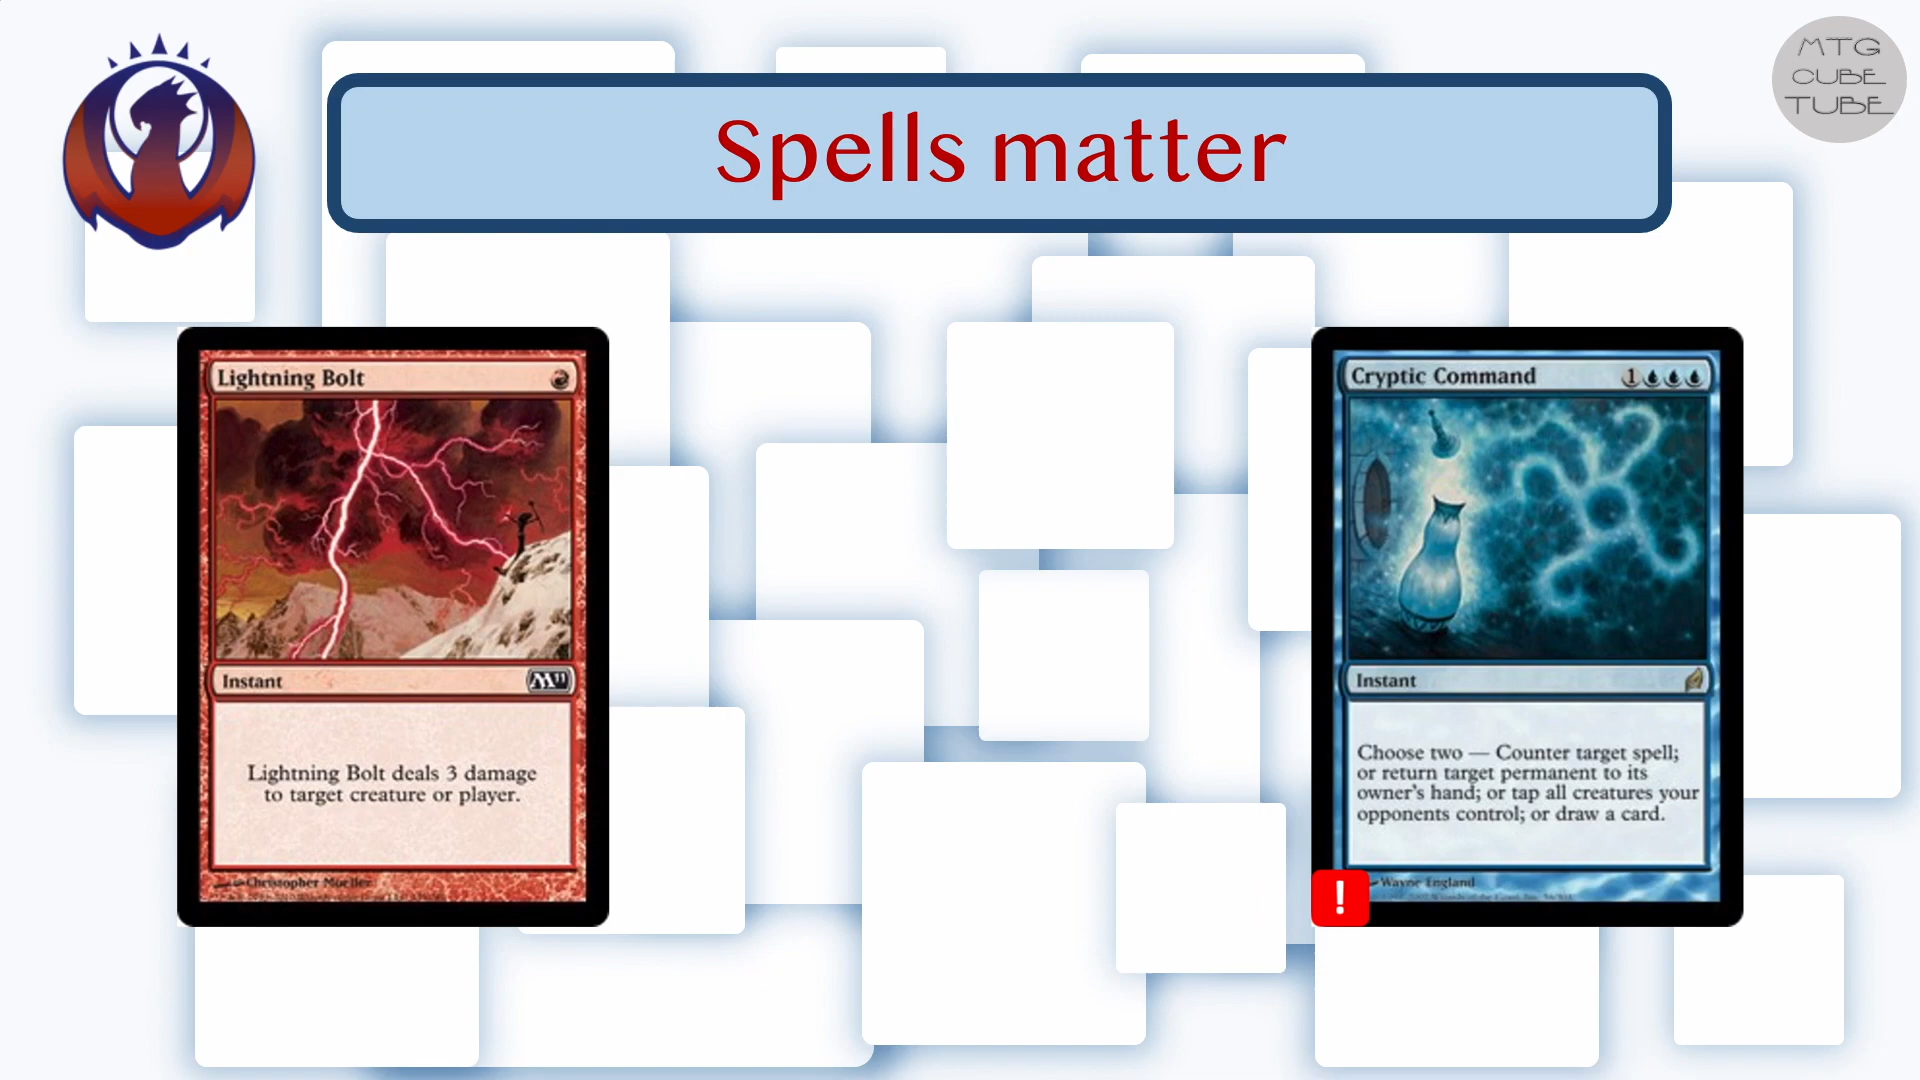 MTG
CUBE
TUBE
Spells matter
Lightning Bolt
Instant
Lightning Bolt deals 3 damage
to target creature or player.
Christopher Moeller
Cryptic Command
1
Instant
Choose two — Counter target spell;
or return target permanent to its
owner's hand; or tap all creatures your
opponents control; or draw a card.
Wayne England
!